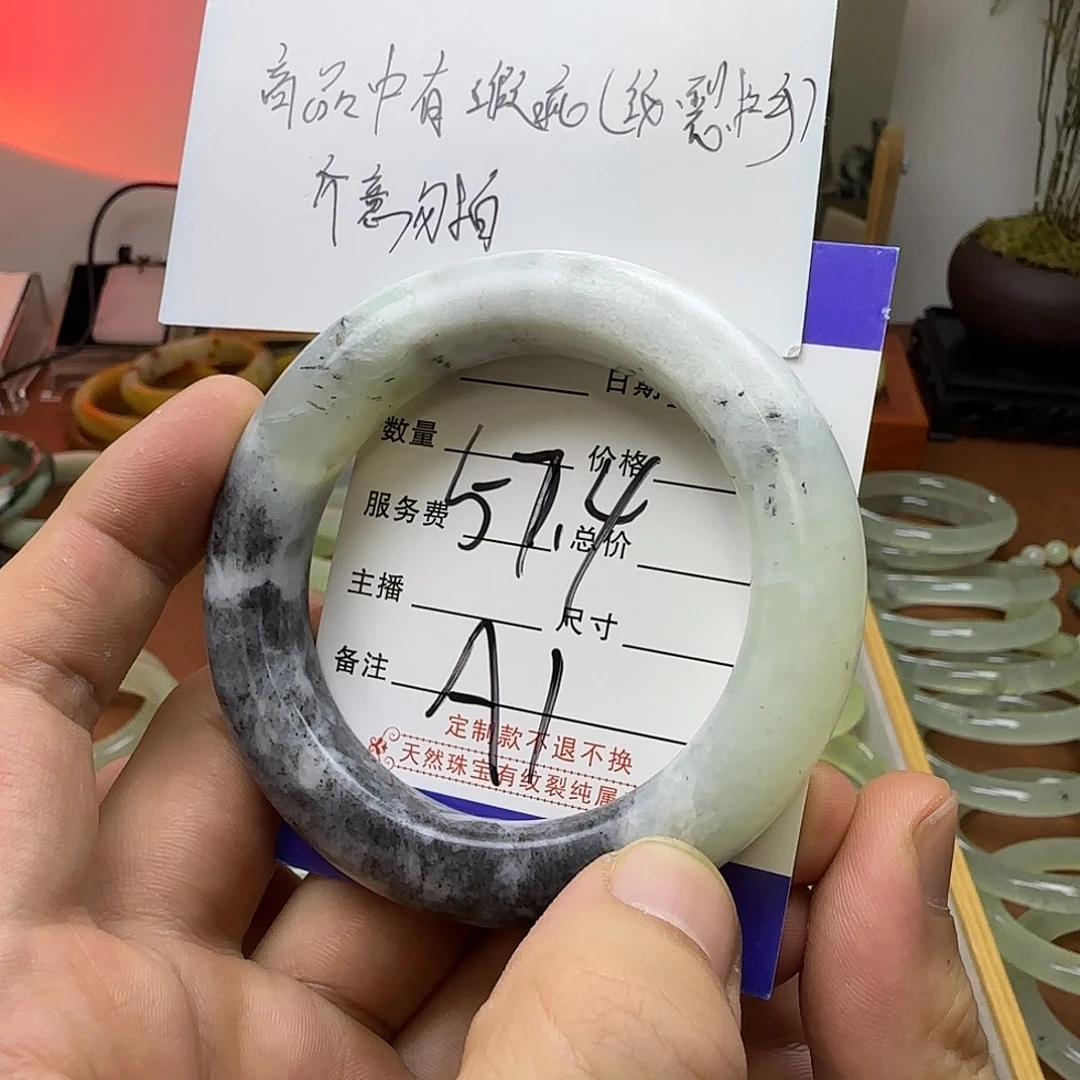 商品中有瑕疵(纹裂拉手)
介意勿拍
日期
数量 57.4 价格
服务费 总价
主播 尺寸
备注 A1
定制款不退不换
天然珠宝有纹裂纯属